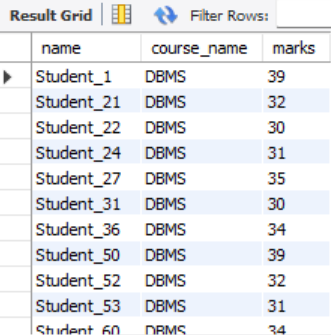 Result Grid Filter Rows:
name course_name marks
Student_1 DBMS 39
Student_21 DBMS 32
Student_22 DBMS 30
Student_24 DBMS 31
Student_27 DBMS 35
Student_31 DBMS 30
Student_36 DBMS 34
Student_50 DBMS 39
Student_52 DBMS 32
Student_53 DBMS 31
Student_60 DBMS 34